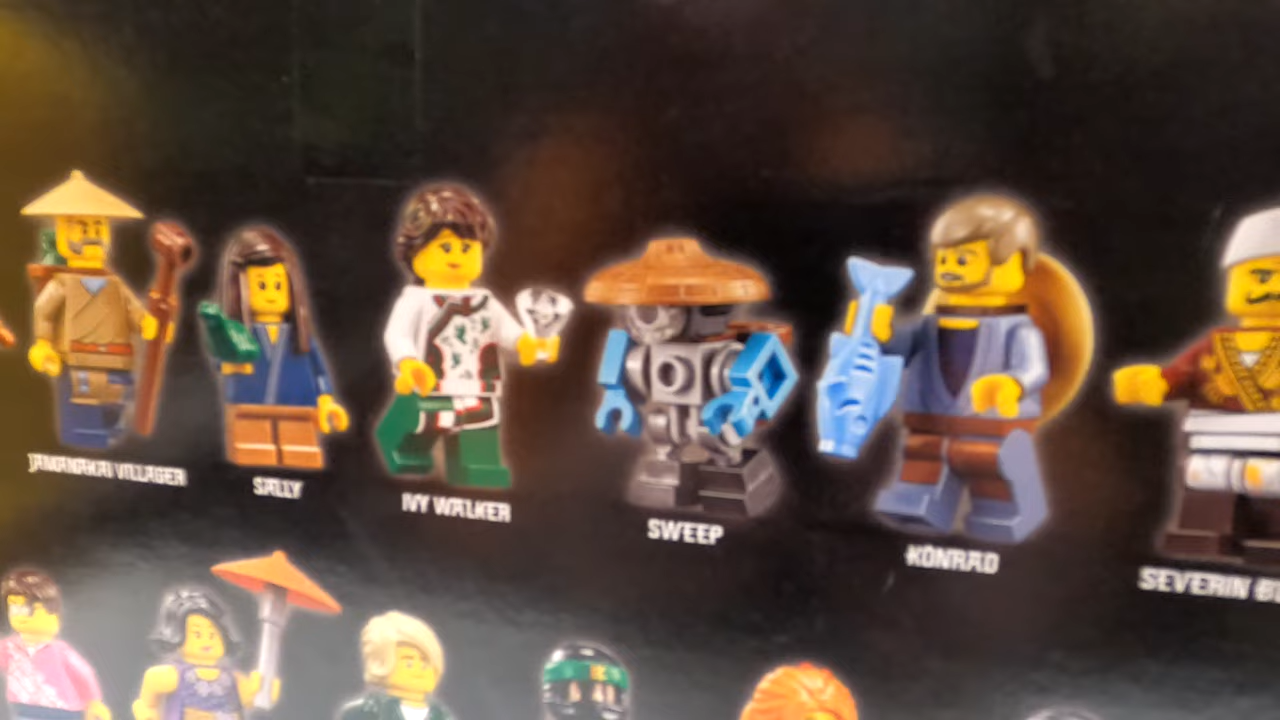 JAMANAKAI VILLAGER
SALLY
IVY WALKER
SWEEP
KONRAD
SEVERIN